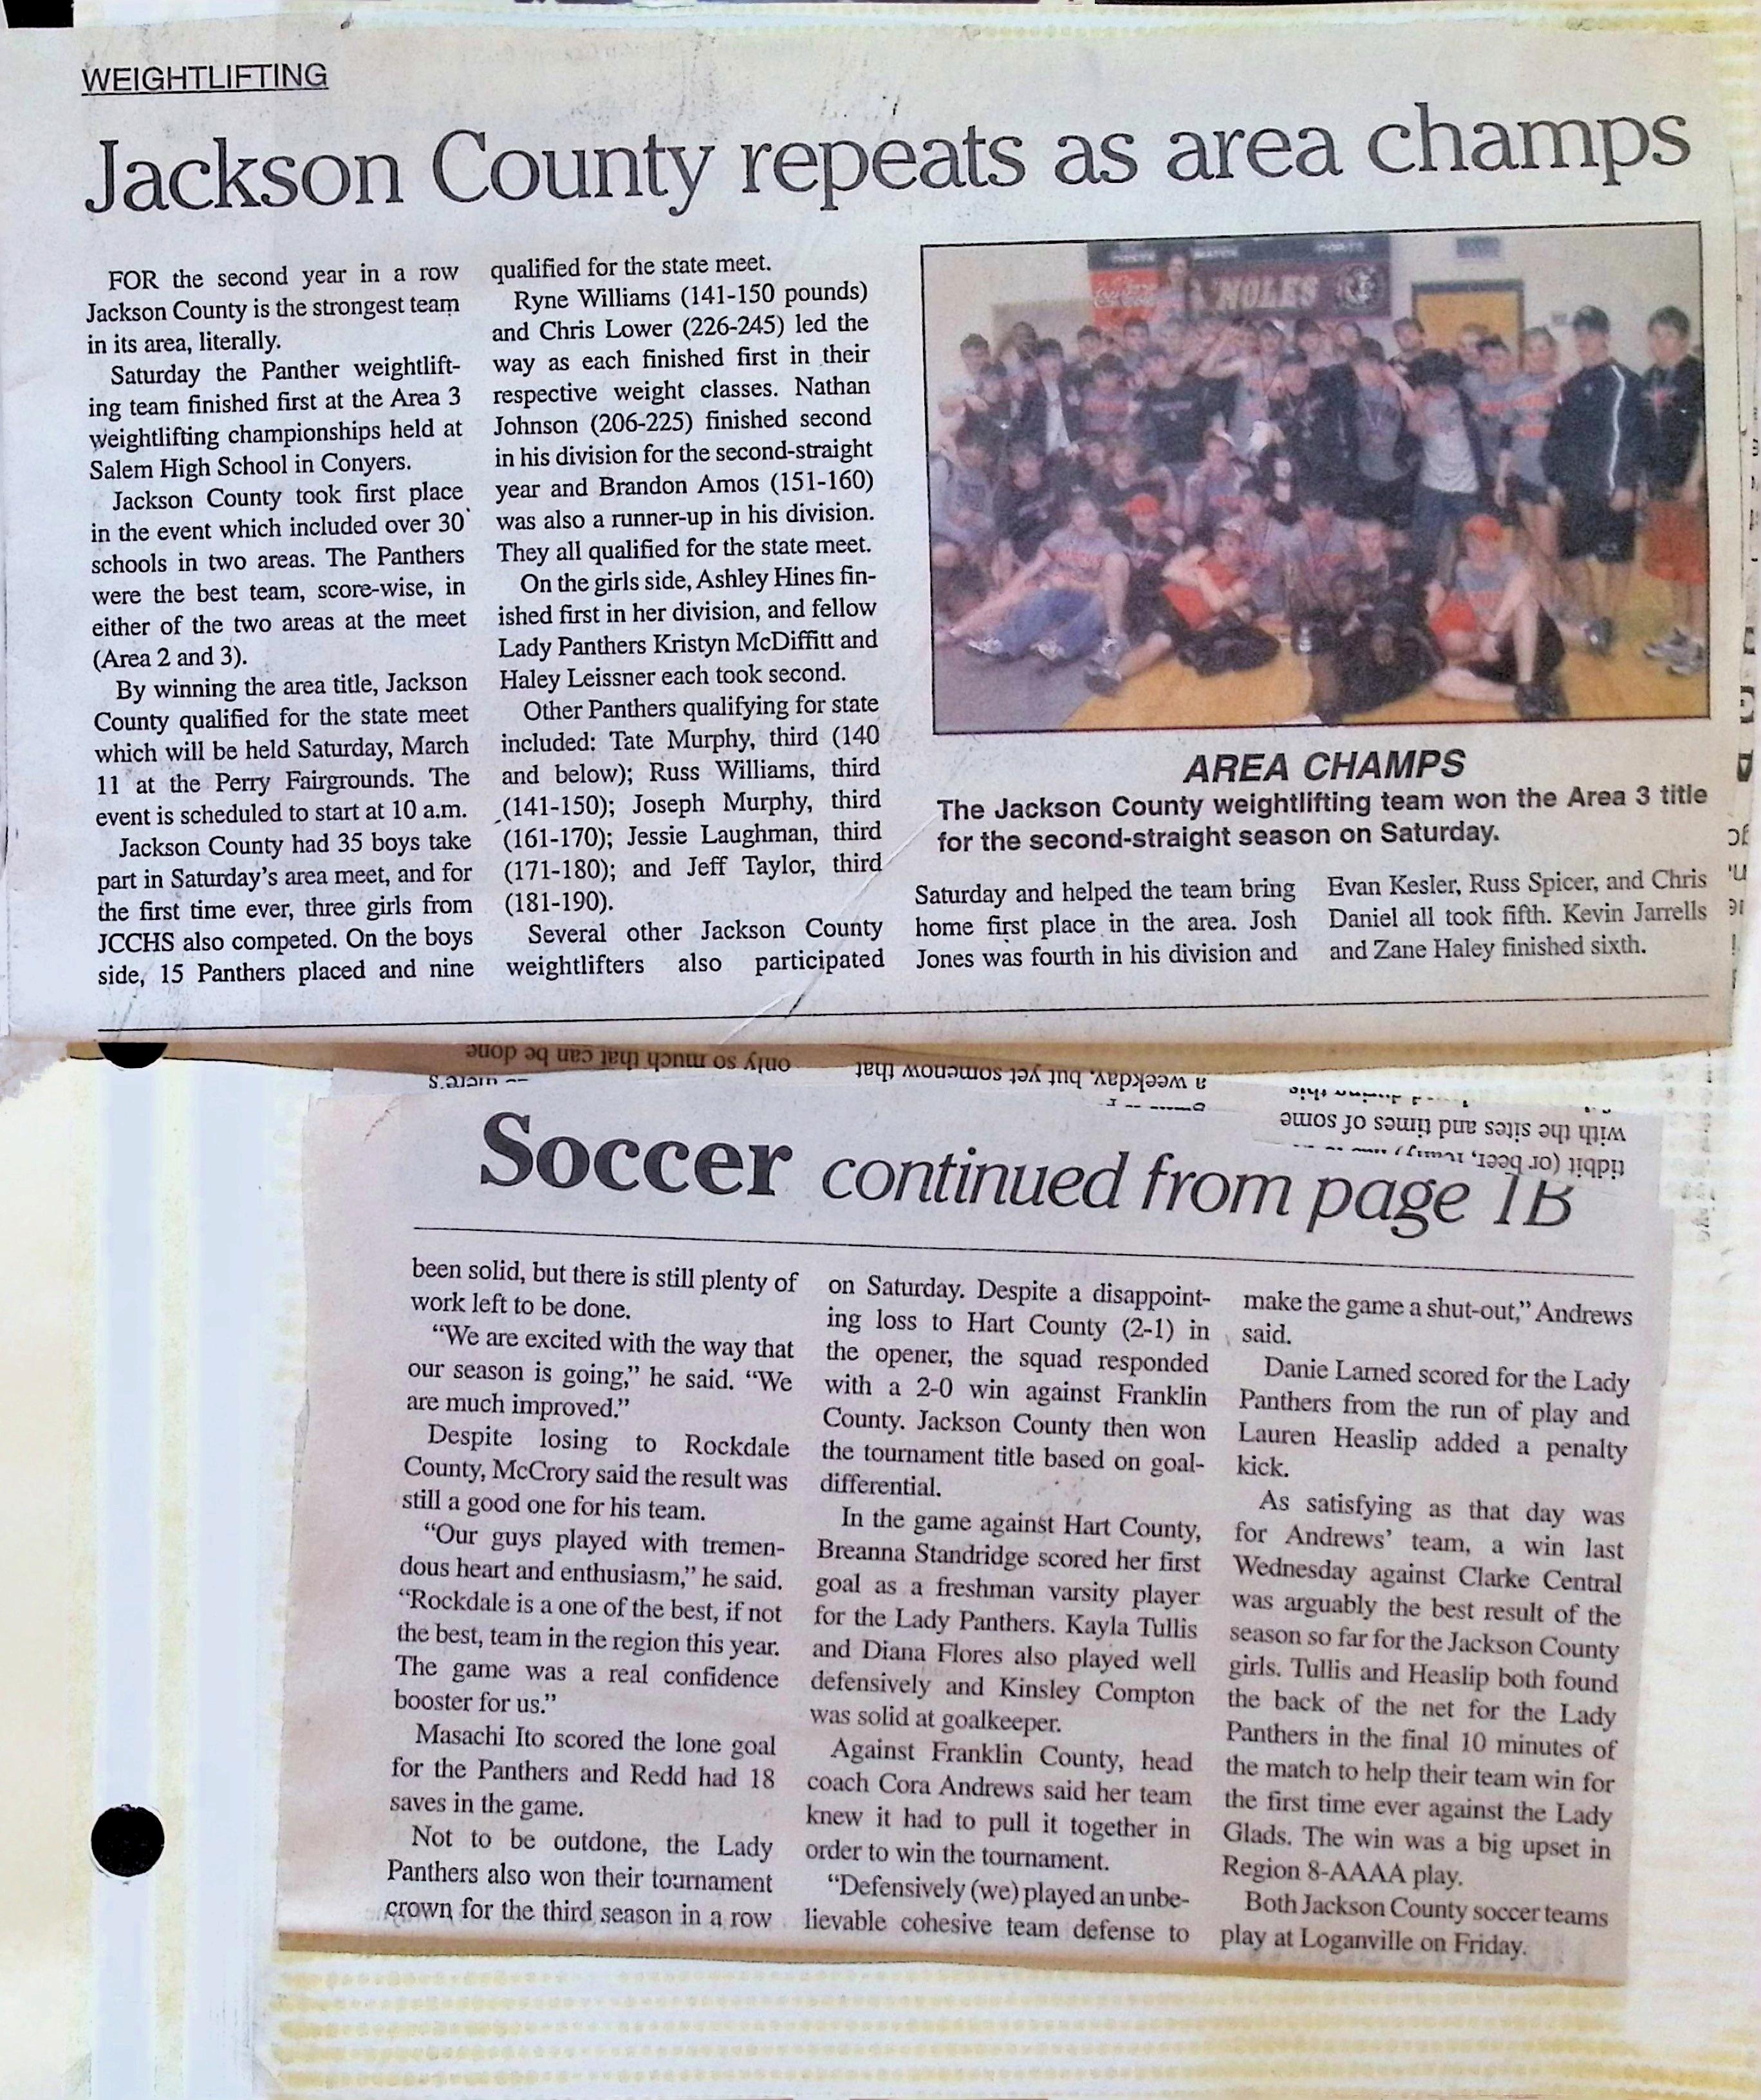 WEIGHTLIFTING
Jackson County repeats as area champs
FOR the second year in a row
Jackson County is the strongest team
in its area, literally.
Saturday the Panther weightlift-
ing team finished first at the Area 3
weightlifting championships held at
Salem High School in Conyers.
Jackson County took first place
in the event which included over 30
schools in two areas. The Panthers
were the best team, score-wise, in
either of the two areas at the meet
(Area 2 and 3).
By winning the area title, Jackson
County qualified for the state meet
which will be held Saturday, March
11 at the Perry Fairgrounds. The
event is scheduled to start at 10 a.m.
Jackson County had 35 boys take
part in Saturday's area meet, and for
the first time ever, three girls from
JCCHS also competed. On the boys
side, 15 Panthers placed and nine
qualified for the state meet.
Ryne Williams (141-150 pounds)
and Chris Lower (226-245) led the
way as each finished first in their
respective weight classes. Nathan
Johnson (206-225) finished second
in his division for the second-straight
year and Brandon Amos (151-160)
was also a runner-up in his division.
They all qualified for the state meet.
On the girls side, Ashley Hines fin-
ished first in her division, and fellow
Lady Panthers Kristyn McDiffitt and
Haley Leissner each took second.
Other Panthers qualifying for state
included: Tate Murphy, third (140
and below); Russ Williams, third
(141-150); Joseph Murphy, third
(161-170); Jessie Laughman, third
(171-180); and Jeff Taylor, third
(181-190).
Several other Jackson County
weightlifters also participated
NOLES
AREA CHAMPS
The Jackson County weightlifting team won the Area 3 title
for the second-straight season on Saturday.
Saturday and helped the team bring
home first place in the area. Josh
Jones was fourth in his division and
Evan Kesler, Russ Spicer, and Chris
Daniel all took fifth. Kevin Jarrells
and Zane Haley finished sixth.
only so much that can be done
a weekday, but yet somehow that
with the sites and times of some
tidbit (or beer,
Soccer continued from page 1B
been solid, but there is still plenty of
work left to be done.
"We are excited with the way that
our season is going," he said. "We
are much improved."
Despite losing to Rockdale
County, McCrory said the result was
still a good one for his team.
"Our guys played with tremen-
dous heart and enthusiasm," he said.
"Rockdale is a one of the best, if not
the best, team in the region this year.
The game was a real confidence
booster for us."
Masachi Ito scored the lone goal
for the Panthers and Redd had 18
saves in the game.
Not to be outdone, the Lady
Panthers also won their tournament
crown for the third season in a row
on Saturday. Despite a disappoint-
ing loss to Hart County (2-1) in
the opener, the squad responded
with a 2-0 win against Franklin
County. Jackson County then won
the tournament title based on goal-
differential.
In the game against Hart County,
Breanna Standridge scored her first
goal as a freshman varsity player
for the Lady Panthers. Kayla Tullis
and Diana Flores also played well
defensively and Kinsley Compton
was solid at goalkeeper.
Against Franklin County, head
coach Cora Andrews said her team
knew it had to pull it together in
order to win the tournament.
"Defensively (we) played an unbe-
lievable cohesive team defense to
make the game a shut-out," Andrews
said.
Danie Larned scored for the Lady
Panthers from the run of play and
Lauren Heaslip added a penalty
kick.
As satisfying as that day was
for Andrews' team, a win last
Wednesday against Clarke Central
was arguably the best result of the
season so far for the Jackson County
girls. Tullis and Heaslip both found
the back of the net for the Lady
Panthers in the final 10 minutes of
the match to help their team win for
the first time ever against the Lady
Glads. The win was a big upset in
Region 8-AAAA play.
Both Jackson County soccer teams
play at Loganville on Friday.